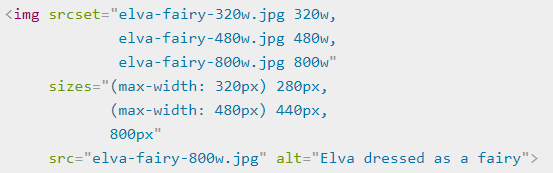 <img srcset="elva-fairy-320w.jpg 320w,
             elva-fairy-480w.jpg 480w,
             elva-fairy-800w.jpg 800w"
     sizes="(max-width: 320px) 280px,
            (max-width: 480px) 440px,
            800px"
     src="elva-fairy-800w.jpg" alt="Elva dressed as a fairy">